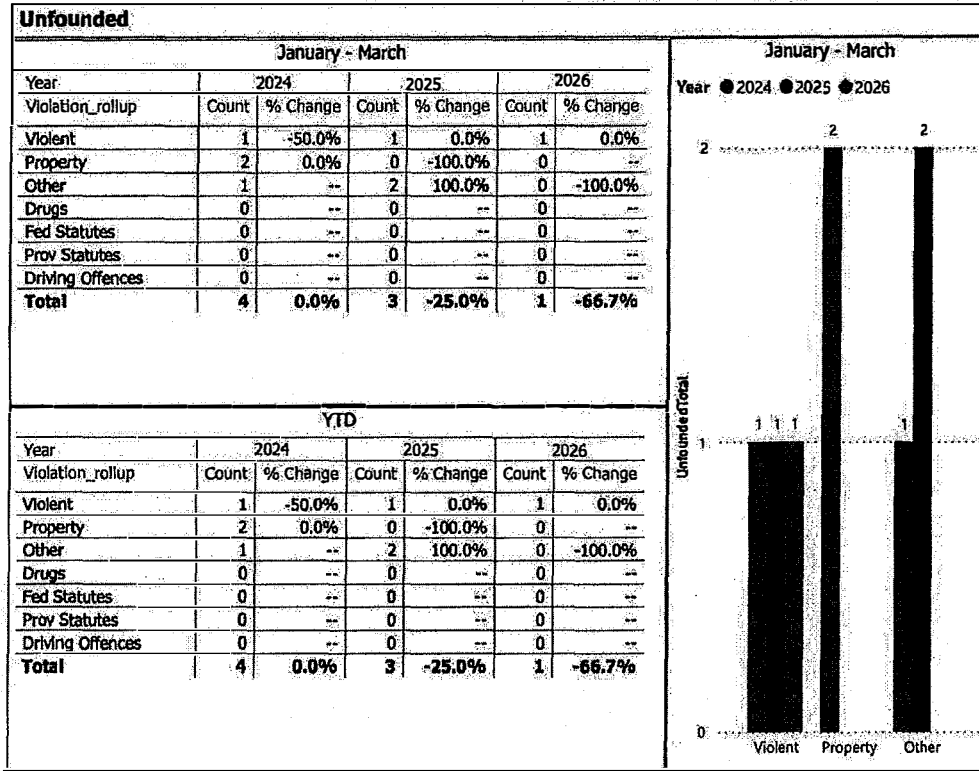 Unfounded
January - March
Year 2024 2025 2026
Violation_rollup Count % Change Count % Change Count % Change
Violent 1 -50.0% 1 0.0% 1 0.0%
Property 2 0.0% 0 -100.0% 0 --
Other 1 -- 2 100.0% 0 -100.0%
Drugs 0 -- 0 -- 0 --
Fed Statutes 0 -- 0 -- 0 --
Prov Statutes 0 -- 0 -- 0 --
Driving Offences 0 -- 0 -- 0 --
Total 4 0.0% 3 -25.0% 1 -66.7%
YTD
Year 2024 2025 2026
Violation_rollup Count % Change Count % Change Count % Change
Violent 1 -50.0% 1 0.0% 1 0.0%
Property 2 0.0% 0 -100.0% 0 --
Other 1 -- 2 100.0% 0 -100.0%
Drugs 0 -- 0 -- 0 --
Fed Statutes 0 -- 0 -- 0 --
Prov Statutes 0 -- 0 -- 0 --
Driving Offences 0 -- 0 -- 0 --
Total 4 0.0% 3 -25.0% 1 -66.7%
January - March
Year 2024 2025 2026
2 2
2
UnfoundedTotal
1 1 1 1
1
0
Violent Property Other